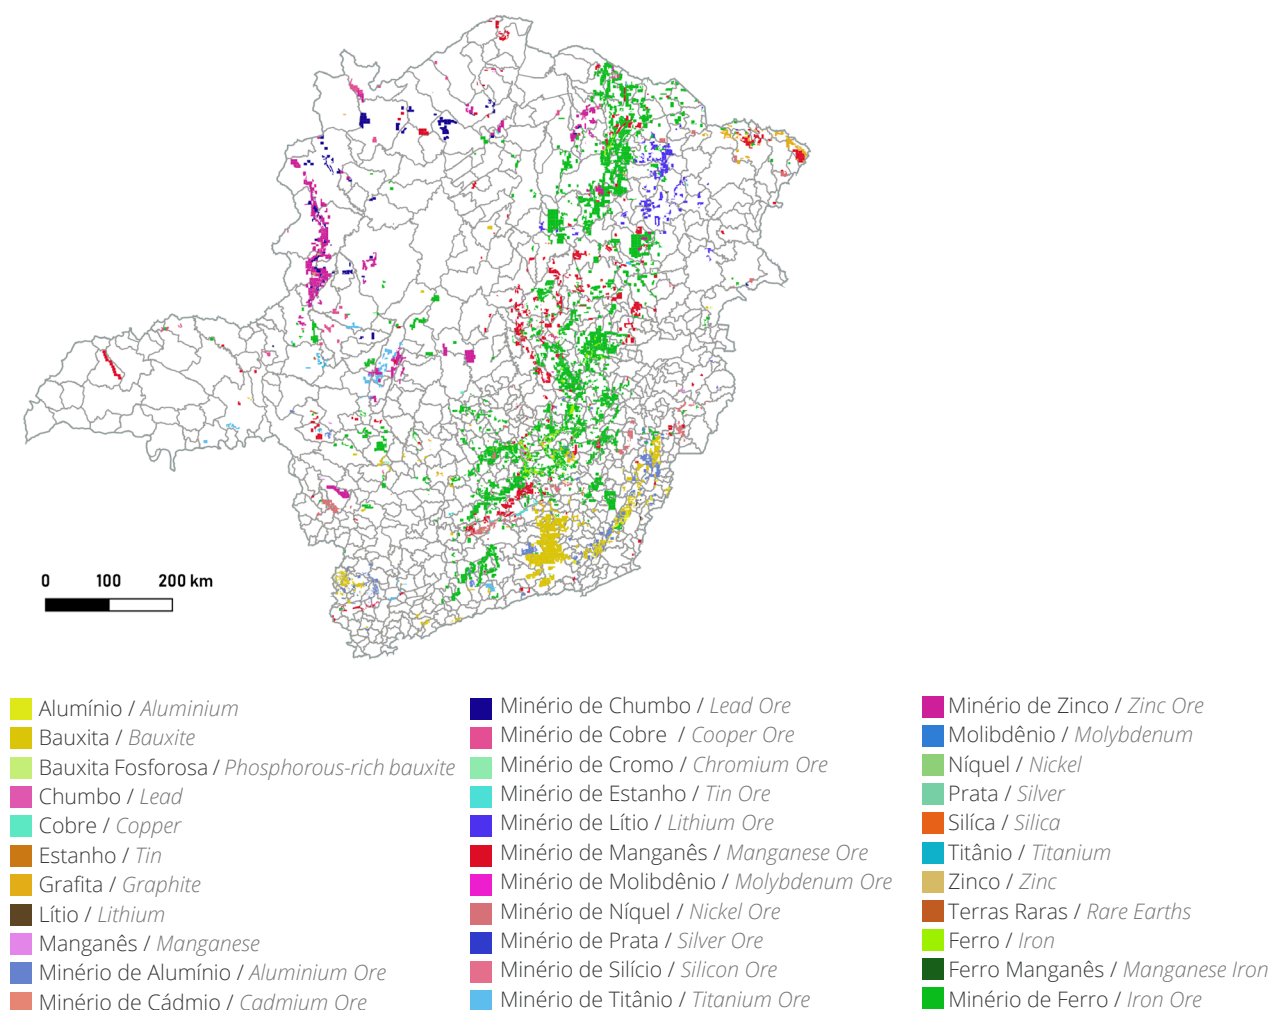 0 100 200 km
Alumínio / Aluminium
Bauxita / Bauxite
Bauxita Fosforosa / Phosphorous-rich bauxite
Chumbo / Lead
Cobre / Copper
Estanho / Tin
Grafita / Graphite
Lítio / Lithium
Manganês / Manganese
Minério de Alumínio / Aluminium Ore
Minério de Cádmio / Cadmium Ore
Minério de Chumbo / Lead Ore
Minério de Cobre / Cooper Ore
Minério de Cromo / Chromium Ore
Minério de Estanho / Tin Ore
Minério de Lítio / Lithium Ore
Minério de Manganês / Manganese Ore
Minério de Molibdênio / Molybdenum Ore
Minério de Níquel / Nickel Ore
Minério de Prata / Silver Ore
Minério de Silício / Silicon Ore
Minério de Titânio / Titanium Ore
Minério de Zinco / Zinc Ore
Molibdênio / Molybdenum
Níquel / Nickel
Prata / Silver
Silíca / Silica
Titânio / Titanium
Zinco / Zinc
Terras Raras / Rare Earths
Ferro / Iron
Ferro Manganês / Manganese Iron
Minério de Ferro / Iron Ore